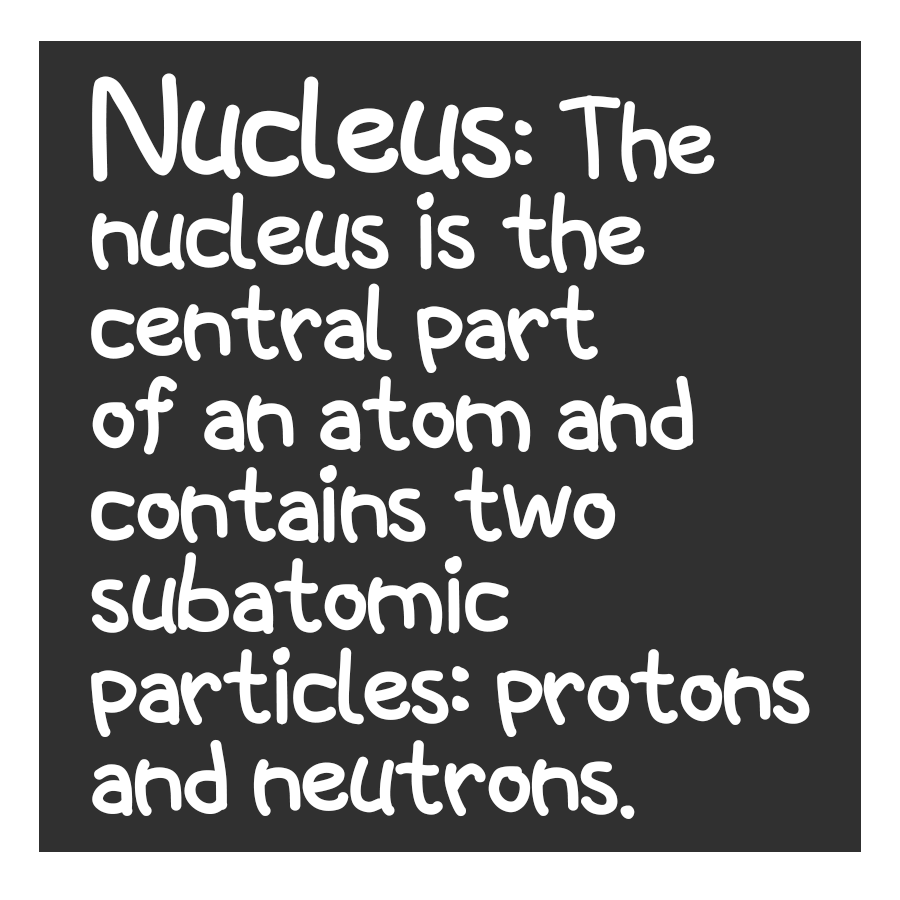 Nucleus: The
nucleus is the
central part
of an atom and
contains two
subatomic
particles: protons
and neutrons.